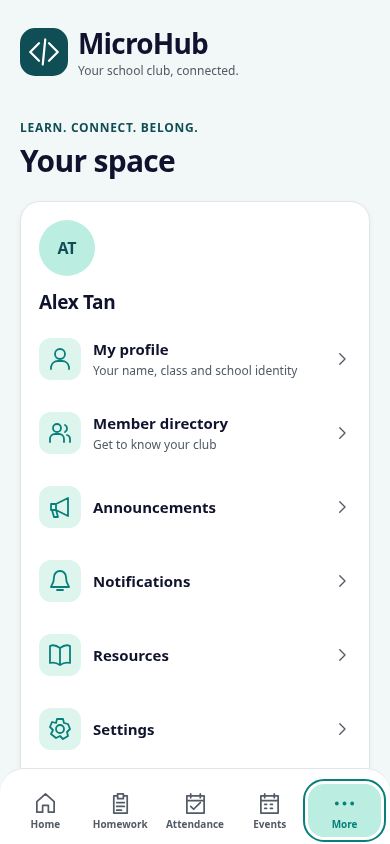 MicroHub
Your school club, connected.
LEARN. CONNECT. BELONG.
Your space
AT
Alex Tan
My profile
Your name, class and school identity
Member directory
Get to know your club
Announcements
Notifications
Resources
Settings
Home
Homework
Attendance
Events
More